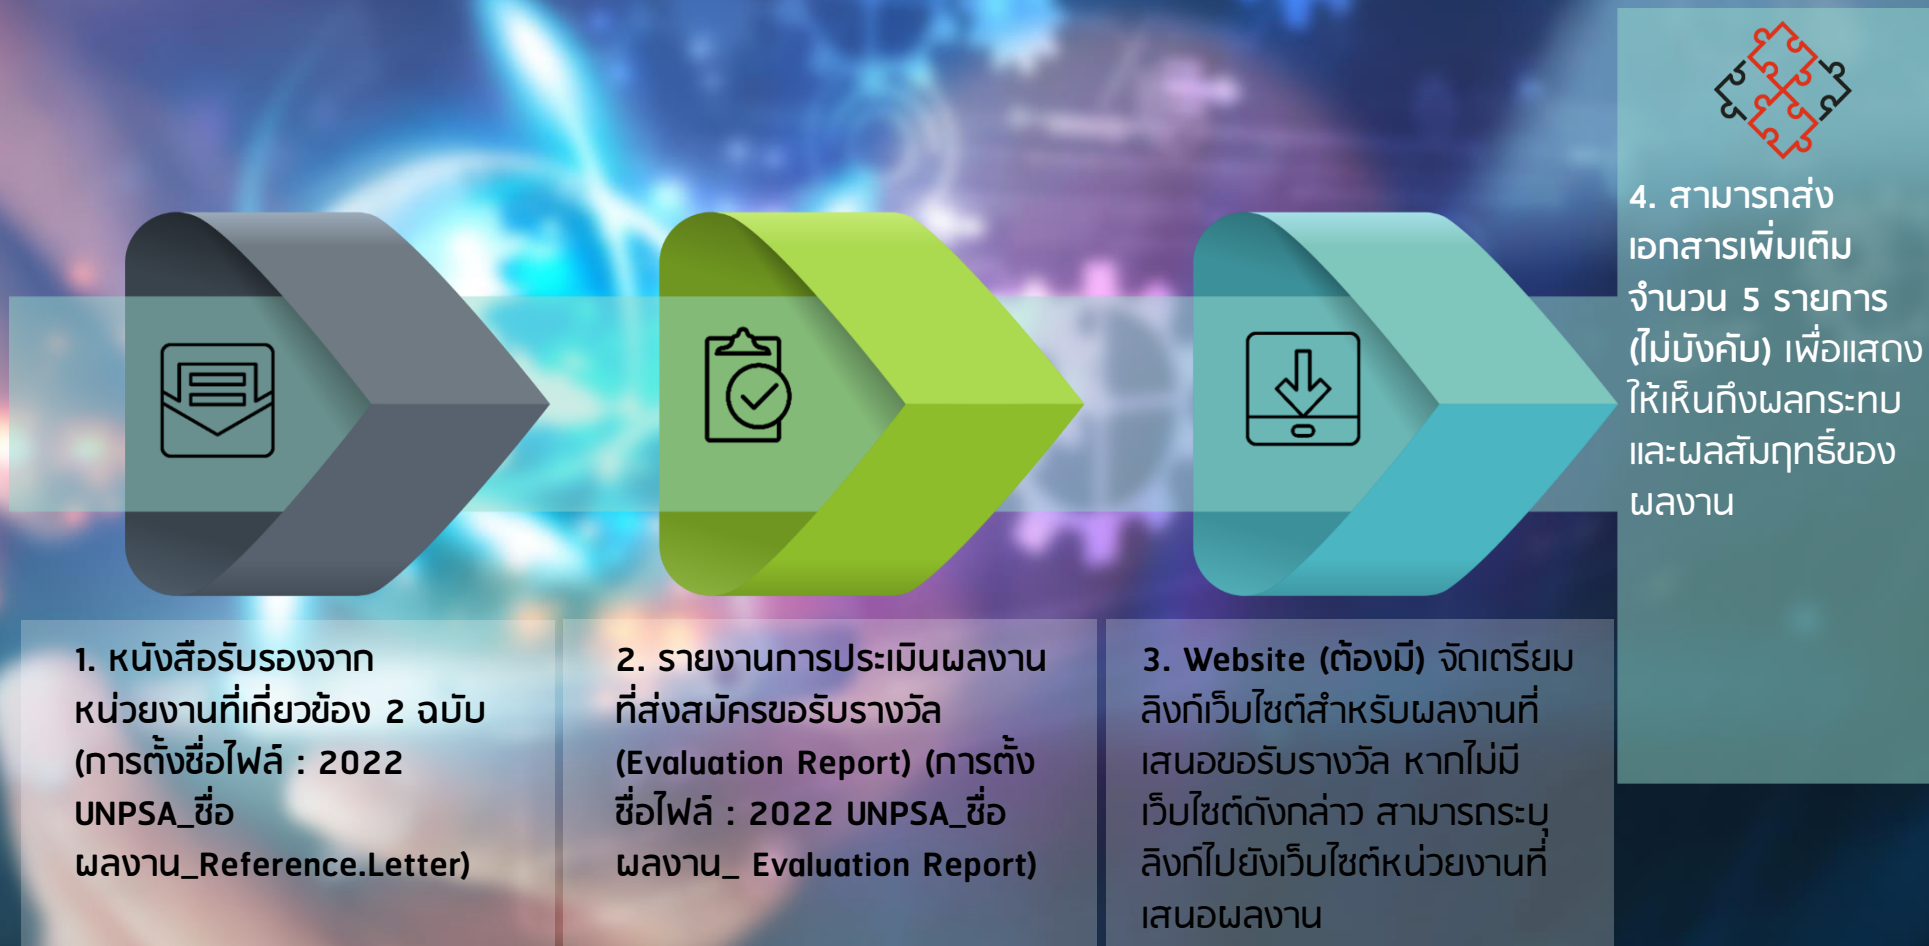 1. หนังสือรับรองจาก
หน่วยงานที่เกี่ยวข้อง 2 ฉบับ
(การตั้งชื่อไฟล์ : 2022
UNPSA_ชื่อ
ผลงาน_Reference.Letter)
2. รายงานการประเมินผลงาน
ที่ส่งสมัครขอรับรางวัล
(Evaluation Report) (การตั้ง
ชื่อไฟล์ : 2022 UNPSA_ชื่อ
ผลงาน_ Evaluation Report)
3. Website (ต้องมี) จัดเตรียม
ลิงก์เว็บไซต์สำหรับผลงานที่
เสนอขอรับรางวัล หากไม่มี
เว็บไซต์ดังกล่าว สามารถระบุ
ลิงก์ไปยังเว็บไซต์หน่วยงานที่
เสนอผลงาน
4. สามารถส่ง
เอกสารเพิ่มเติม
จำนวน 5 รายการ
(ไม่บังคับ) เพื่อแสดง
ให้เห็นถึงผลกระทบ
และผลสัมฤทธิ์ของ
ผลงาน